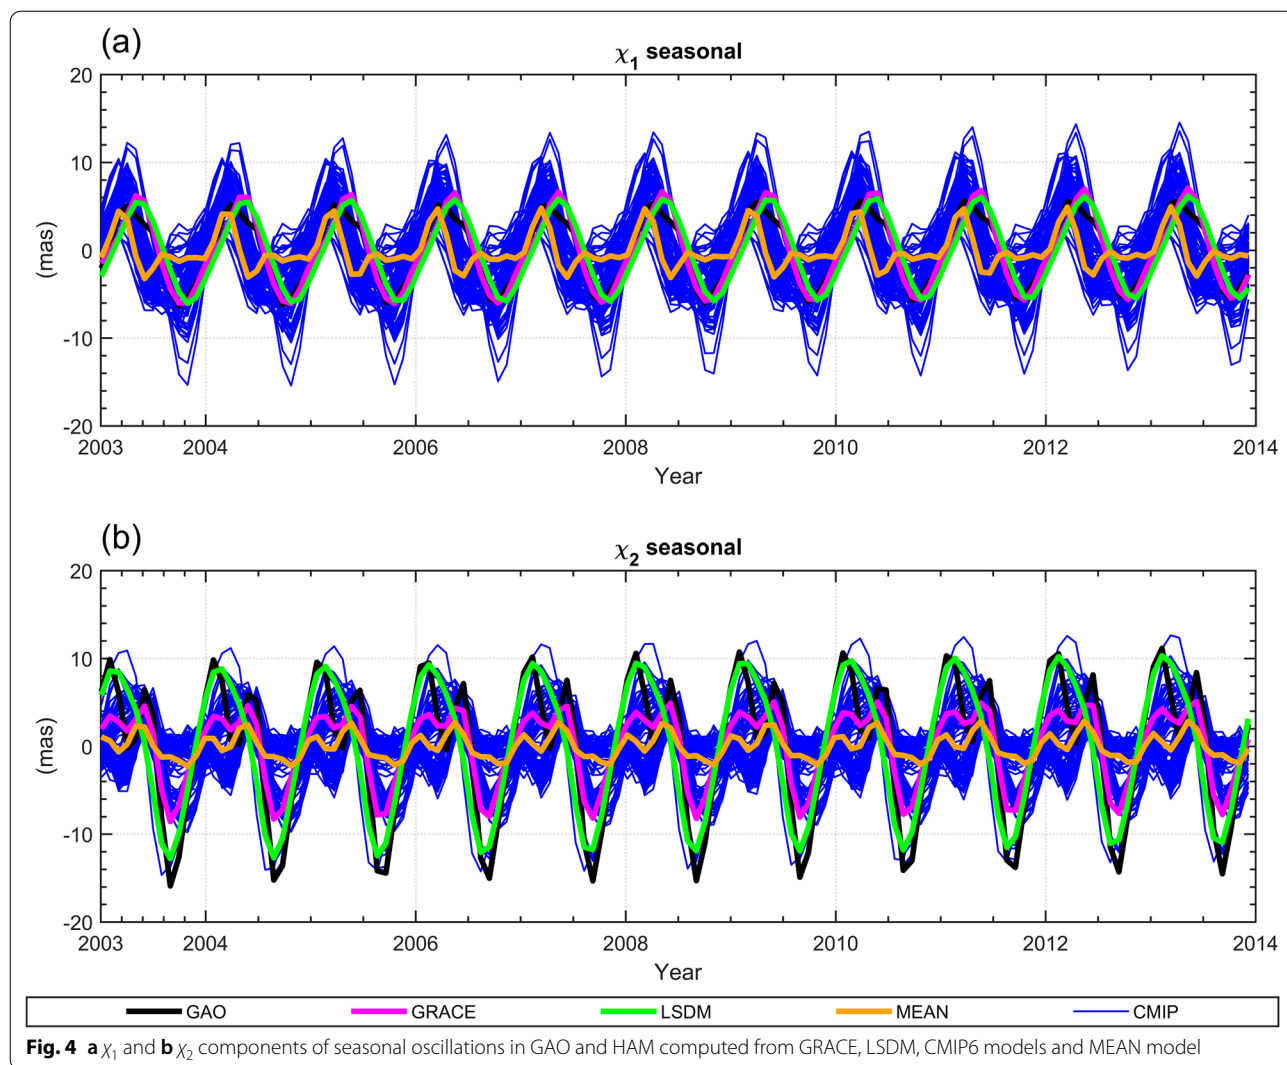 (a)
χ1 seasonal
20
10
0
-10
-20
(mas)
2003 2004 2006 2008 2010 2012 2014
Year
(b)
χ2 seasonal
20
10
0
-10
-20
(mas)
2003 2004 2006 2008 2010 2012 2014
Year
GAO GRACE LSDM MEAN CMIP
Fig. 4 a χ1 and b χ2 components of seasonal oscillations in GAO and HAM computed from GRACE, LSDM, CMIP6 models and MEAN model